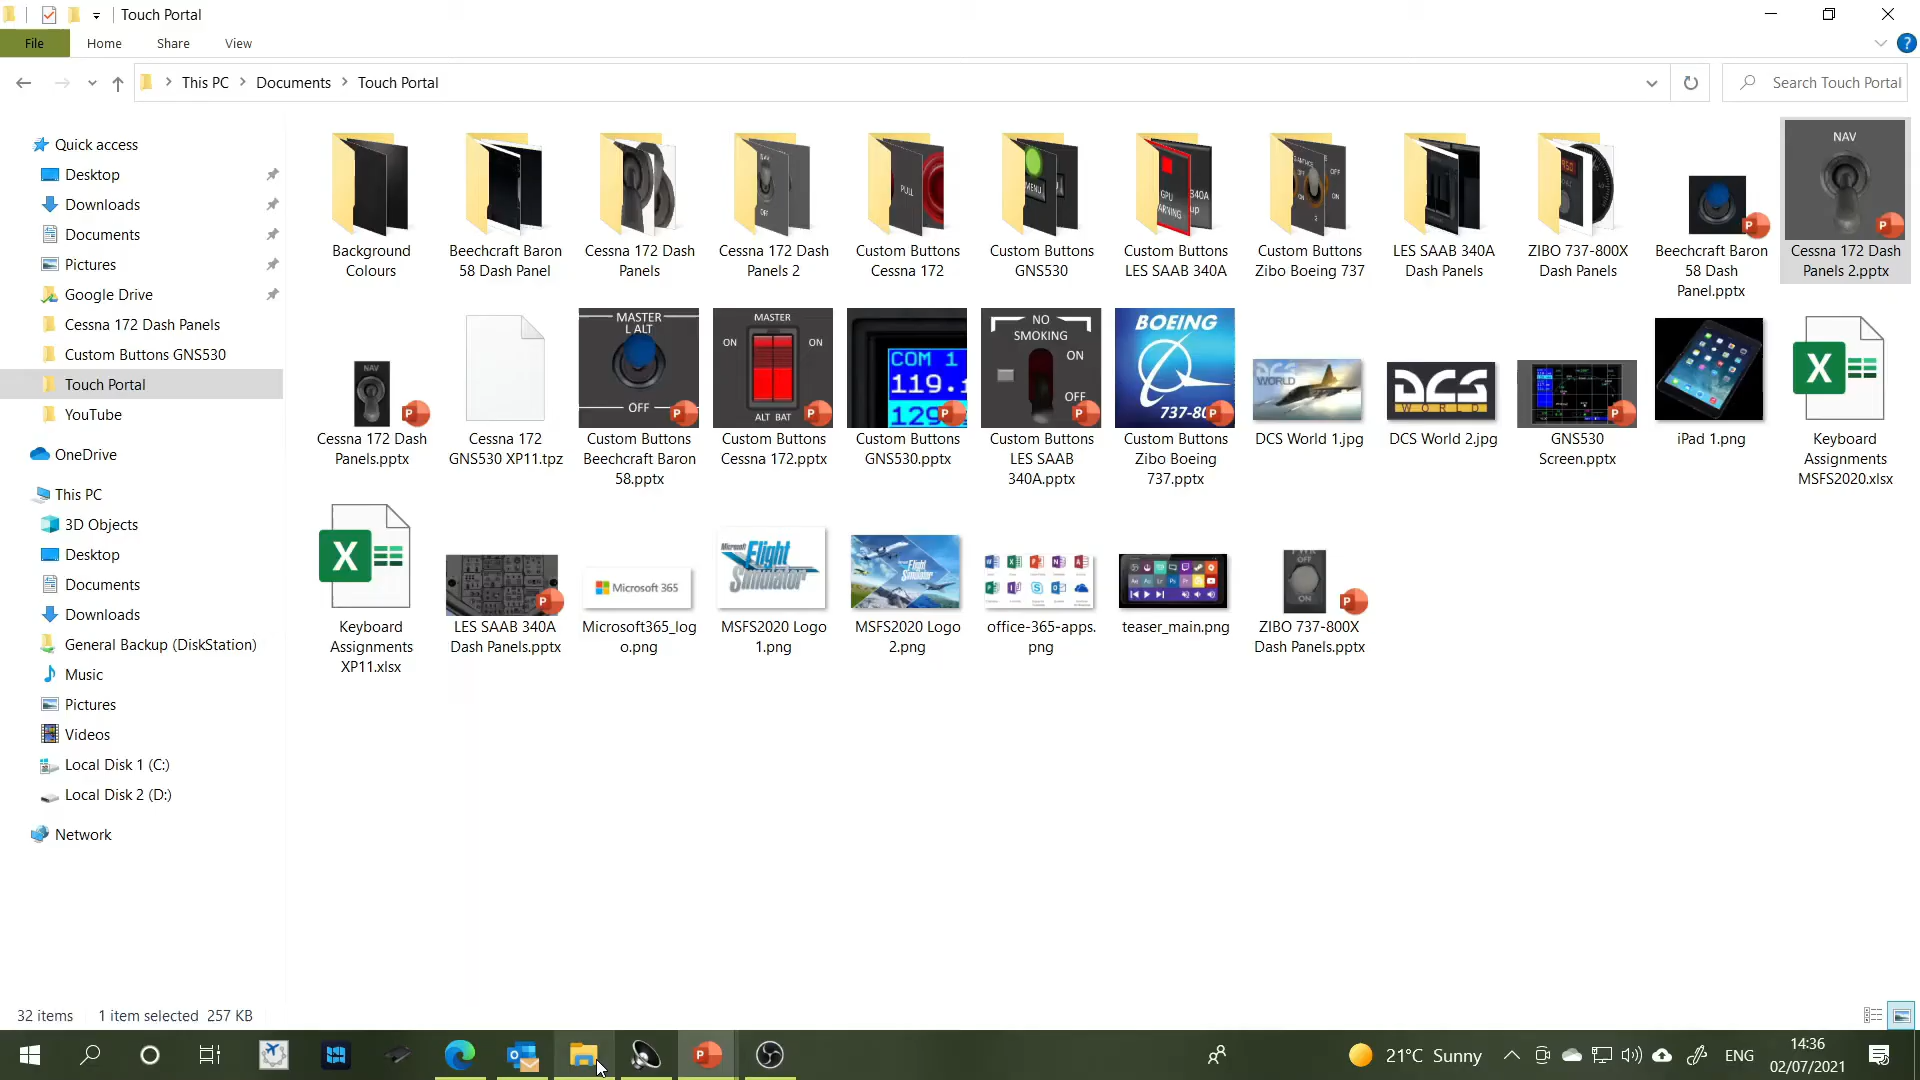 Touch Portal
File
Home
Share
View
This PC
Documents
Touch Portal
Search Touch Portal
Quick access
Desktop
Downloads
Documents
Pictures
Google Drive
Cessna 172 Dash Panels
Custom Buttons GNS530
Touch Portal
YouTube
OneDrive
This PC
3D Objects
Desktop
Documents
Downloads
General Backup (DiskStation)
Music
Pictures
Videos
Local Disk 1 (C:)
Local Disk 2 (D:)
Network
NAV
OFF
PULL
MENU
GPU
340A
OFF
ON
NAV
Background
Colours
Beechcraft Baron
58 Dash Panel
Cessna 172 Dash
Panels
Cessna 172 Dash
Panels 2
Custom Buttons
Cessna 172
Custom Buttons
GNS530
Custom Buttons
LES SAAB 340A
Custom Buttons
Zibo Boeing 737
LES SAAB 340A
Dash Panels
ZIBO 737-800X
Dash Panels
Beechcraft Baron
58 Dash
Panel.pptx
Cessna 172 Dash
Panels 2.pptx
NAV
MASTER
L ALT
OFF
MASTER
ON
ON
ALT BAT
COM 1
NO
SMOKING
ON
OFF
BOEING
WORLD
DCS
WORLD
Cessna 172 Dash
Panels.pptx
Cessna 172
GNS530 XP11.tpz
Custom Buttons
Beechcraft Baron
58.pptx
Custom Buttons
Cessna 172.pptx
Custom Buttons
GNS530.pptx
Custom Buttons
LES SAAB
340A.pptx
Custom Buttons
Zibo Boeing
737.pptx
DCS World 1.jpg
DCS World 2.jpg
GNS530
Screen.pptx
iPad 1.png
Keyboard
Assignments
MSFS2020.xlsx
Microsoft 365
Microsoft
Flight
Simulator
OFF
ON
Keyboard
Assignments
XP11.xlsx
LES SAAB 340A
Dash Panels.pptx
Microsoft365_log
o.png
MSFS2020 Logo
1.png
MSFS2020 Logo
2.png
office-365-apps.
png
teaser_main.png
ZIBO 737-800X
Dash Panels.pptx
32 items
1 item selected 257 KB
21°C Sunny
ENG
14:36
02/07/2021